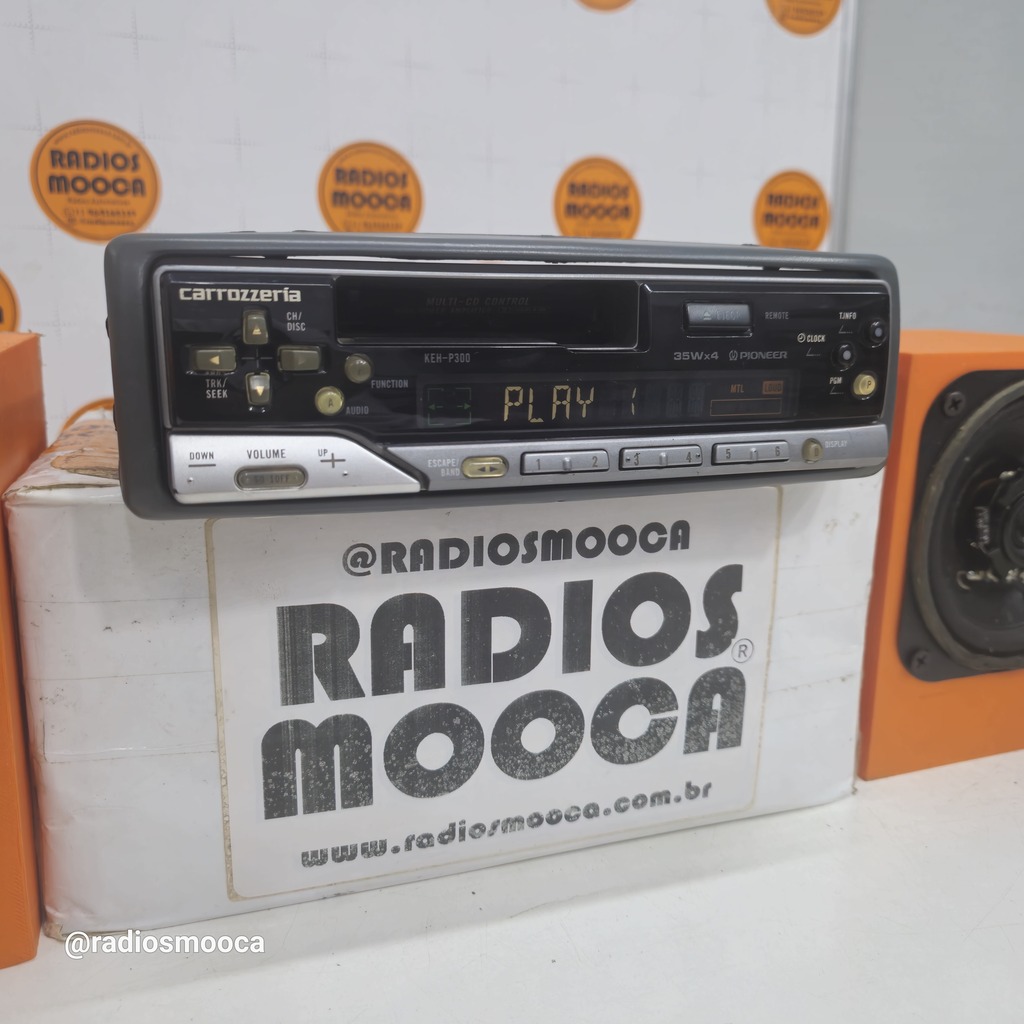 RADIOS
MOOCA
RADIOS
MOOCA
RADIOS
MOOCA
RADIOS
MOOCA
carrozzeria
CH/
DISC
MULTI-CD CONTROL
EJECT
REMOTE
T.INFO
CLOCK
KEH-P300
35W×4 PIONEER
TRK/
SEEK
F
FUNCTION
A
AUDIO
PLAY 1
MTL
LOUD
PGM
P
DOWN
VOLUME
UP
ESCAPE/
BAND
1 2
3 4
5 6
D
DISPLAY
@RADIOSMOOCA
RADIOS
MOOCA
®
www.radiosmooca.com.br
@radiosmooca